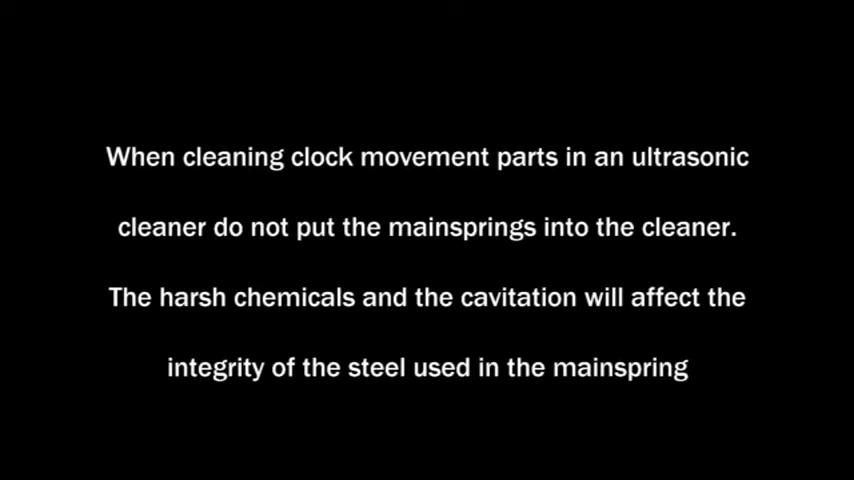 When cleaning clock movement parts in an ultrasonic
cleaner do not put the mainsprings into the cleaner.
The harsh chemicals and the cavitation will affect the
integrity of the steel used in the mainspring